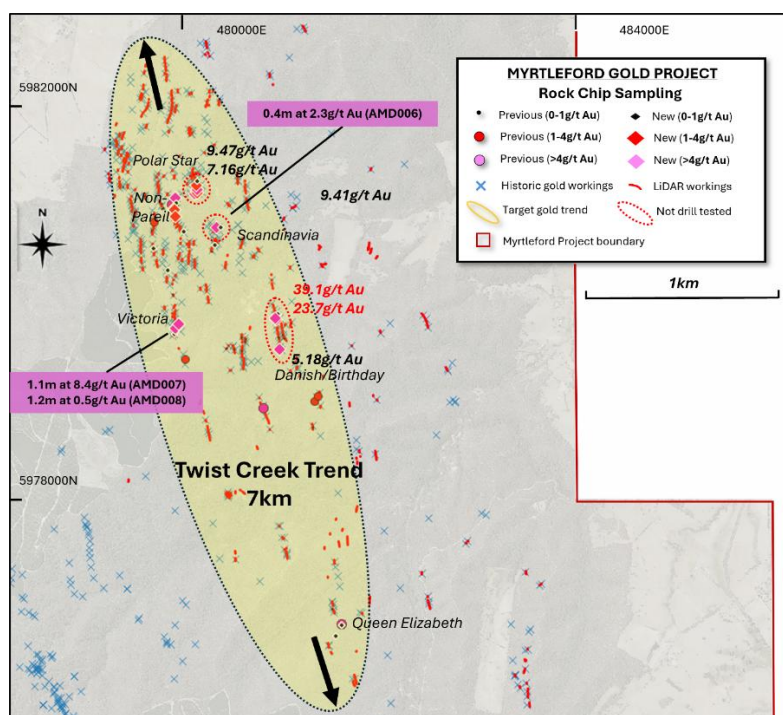 480000E
484000E
5982000N
MYRTLEFORD GOLD PROJECT
Rock Chip Sampling
Previous (0-1g/t Au)
New (0-1g/t Au)
Previous (1-4g/t Au)
New (1-4g/t Au)
Previous (>4g/t Au)
New (>4g/t Au)
Historic gold workings
LiDAR workings
Target gold trend
Not drill tested
Myrtleford Project boundary
0.4m at 2.3g/t Au (AMD006)
9.47g/t Au
Polar Star
7.16g/t Au
Non-
Pareil
9.41g/t Au
N
Scandinavia
1km
39.1g/t Au
23.7g/t Au
Victoria
5.18g/t Au
Danish/Birthday
1.1m at 8.4g/t Au (AMD007)
1.2m at 0.5g/t Au (AMD008)
Twist Creek Trend
7km
5978000N
Queen Elizabeth